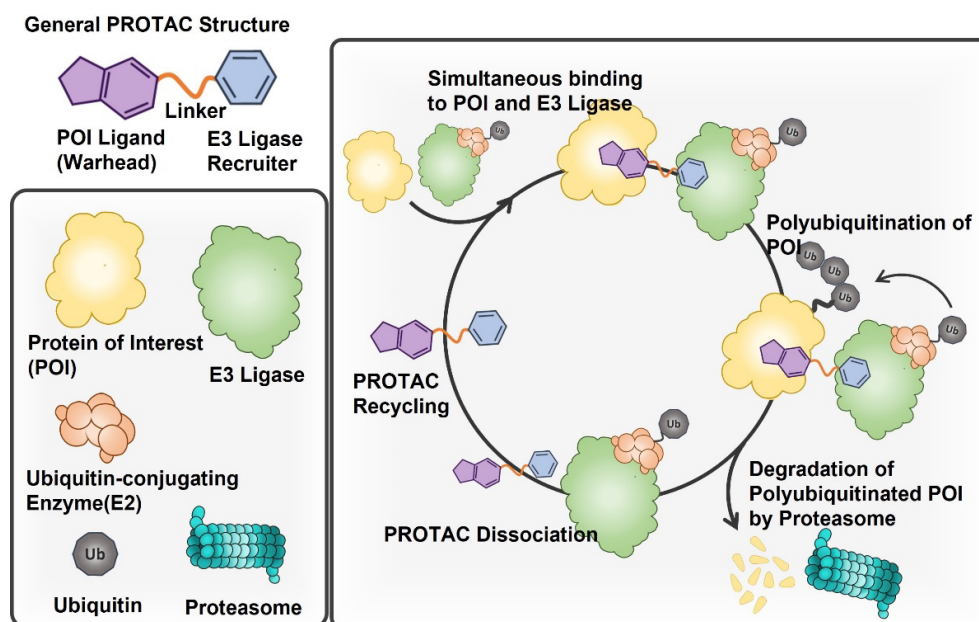 General PROTAC Structure
Linker
POI Ligand
(Warhead)
E3 Ligase
Recruiter
Protein of Interest
(POI)
E3 Ligase
Ubiquitin-conjugating
Enzyme(E2)
Ub
Ubiquitin
Proteasome
Simultaneous binding
to POI and E3 Ligase
Ub
Ub
Polyubiquitination of
POI
Ub
Ub
Ub
Ub
PROTAC
Recycling
Ub
PROTAC Dissociation
Degradation of
Polyubiquitinated POI
by Proteasome